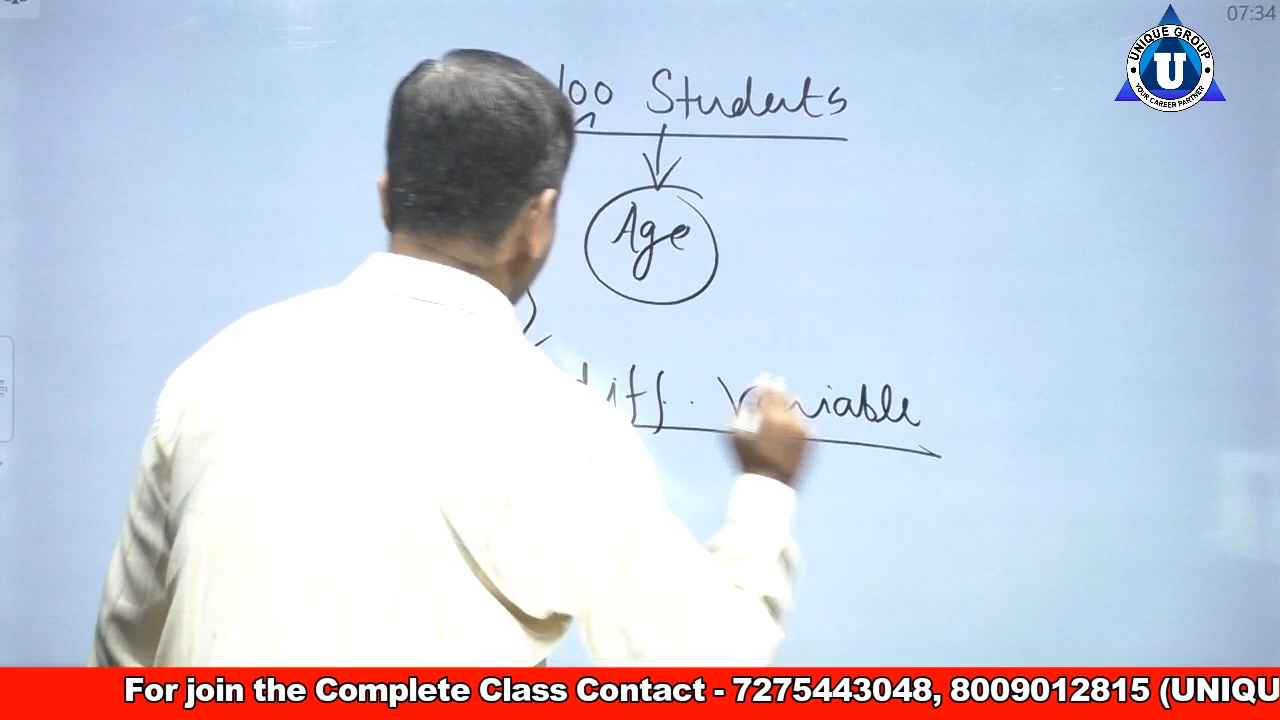 07:34
UNIQUE GROUP
U
YOUR CAREER PARTNER
100 Students
Age
diff. Variable
For join the Complete Class Contact - 7275443048, 8009012815 (UNIQU